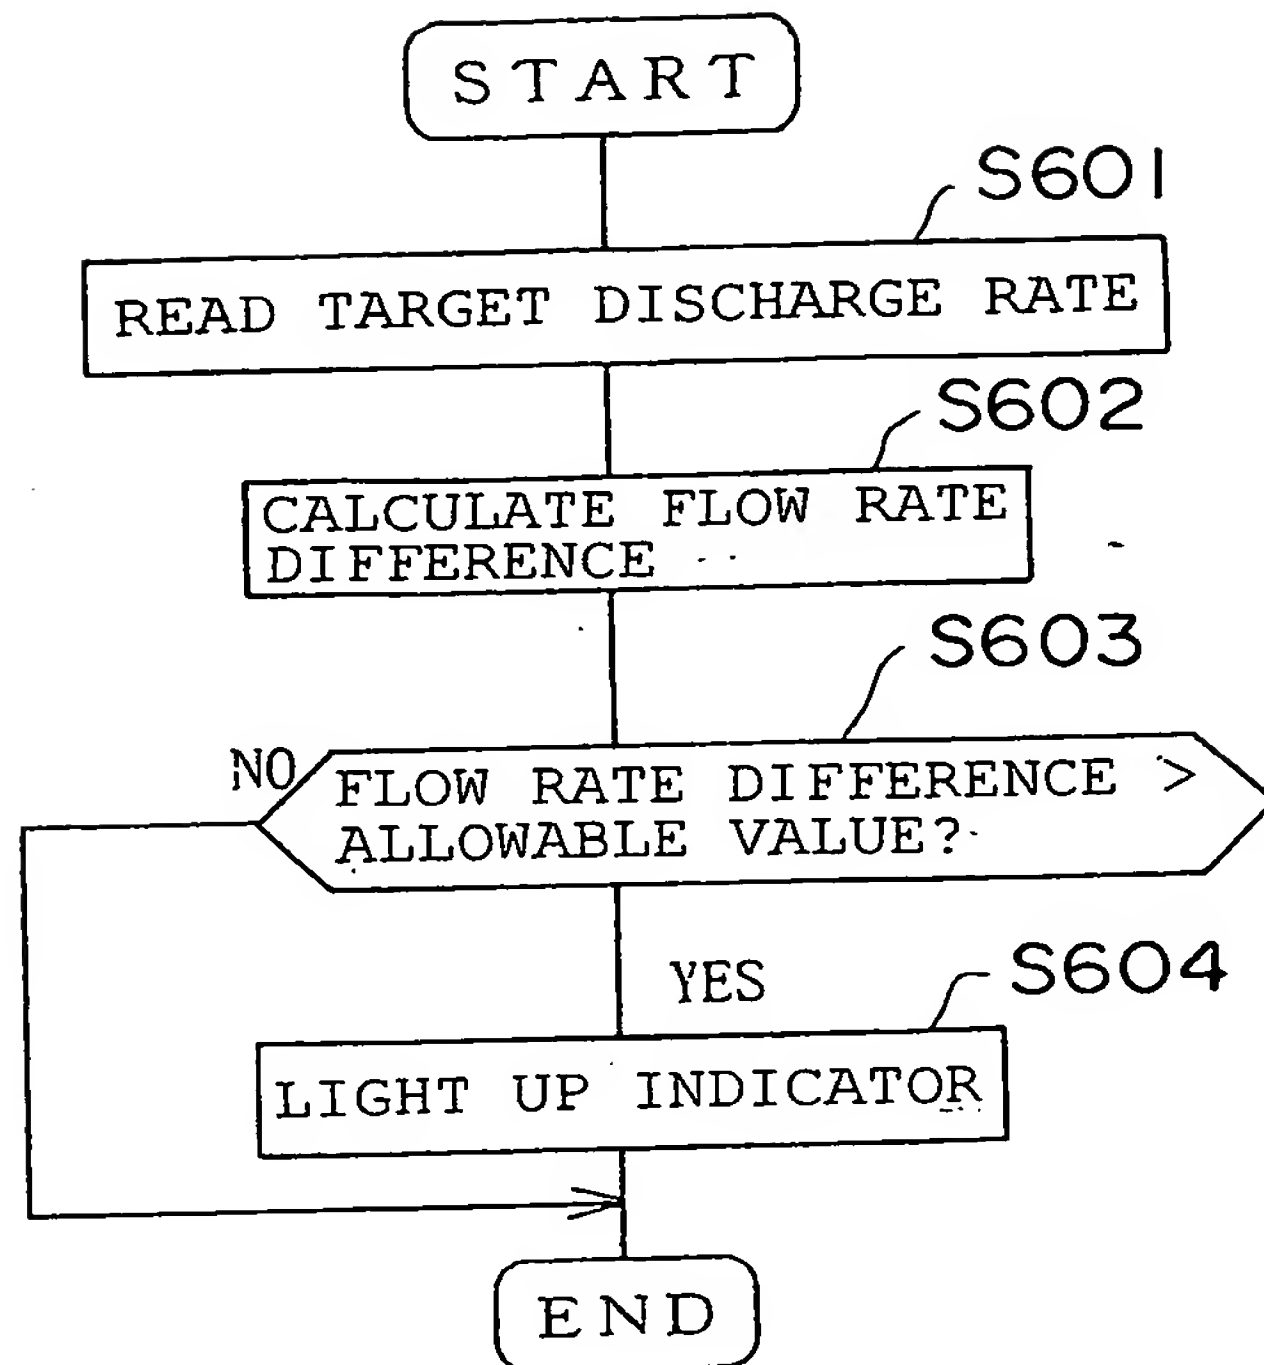 START
S601
READ TARGET DISCHARGE RATE
S602
CALCULATE FLOW RATE
DIFFERENCE
S603
NO
FLOW RATE DIFFERENCE >
ALLOWABLE VALUE?
YES
S604
LIGHT UP INDICATOR
END